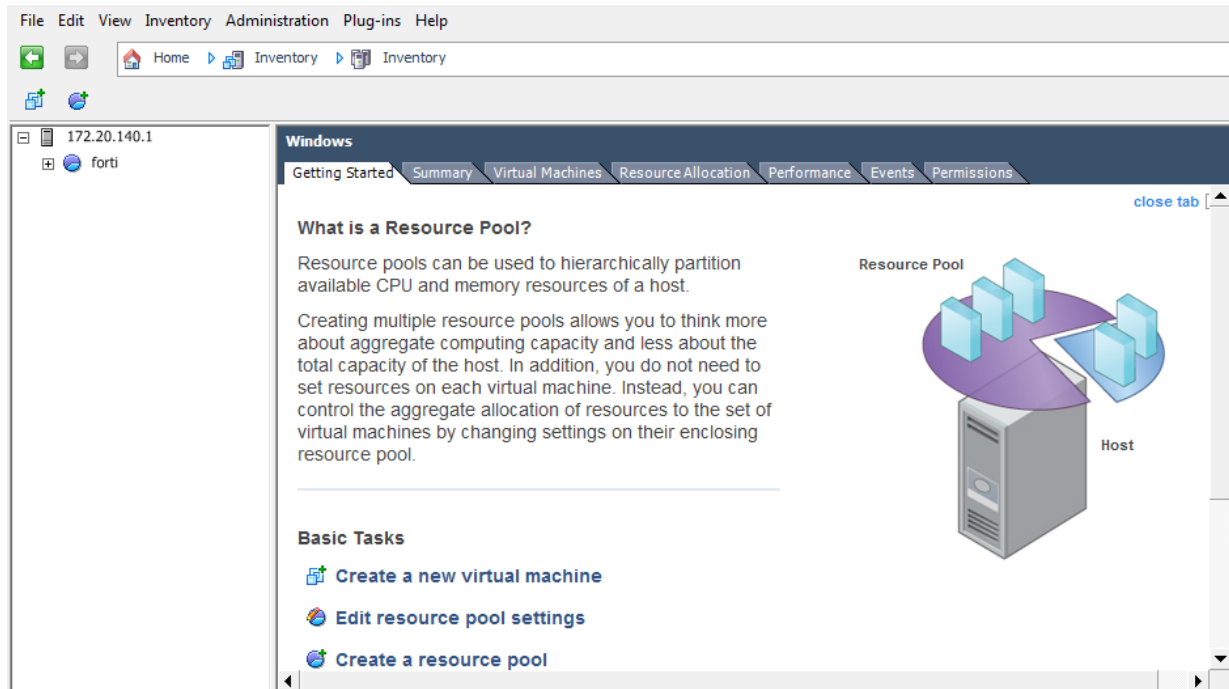 File Edit View Inventory Administration Plug-ins Help
Home Inventory Inventory
172.20.140.1
forti
Windows
Getting Started Summary Virtual Machines Resource Allocation Performance Events Permissions
close tab
What is a Resource Pool?
Resource pools can be used to hierarchically partition
available CPU and memory resources of a host.
Creating multiple resource pools allows you to think more
about aggregate computing capacity and less about the
total capacity of the host. In addition, you do not need to
set resources on each virtual machine. Instead, you can
control the aggregate allocation of resources to the set of
virtual machines by changing settings on their enclosing
resource pool.
Resource Pool
Host
Basic Tasks
Create a new virtual machine
Edit resource pool settings
Create a resource pool